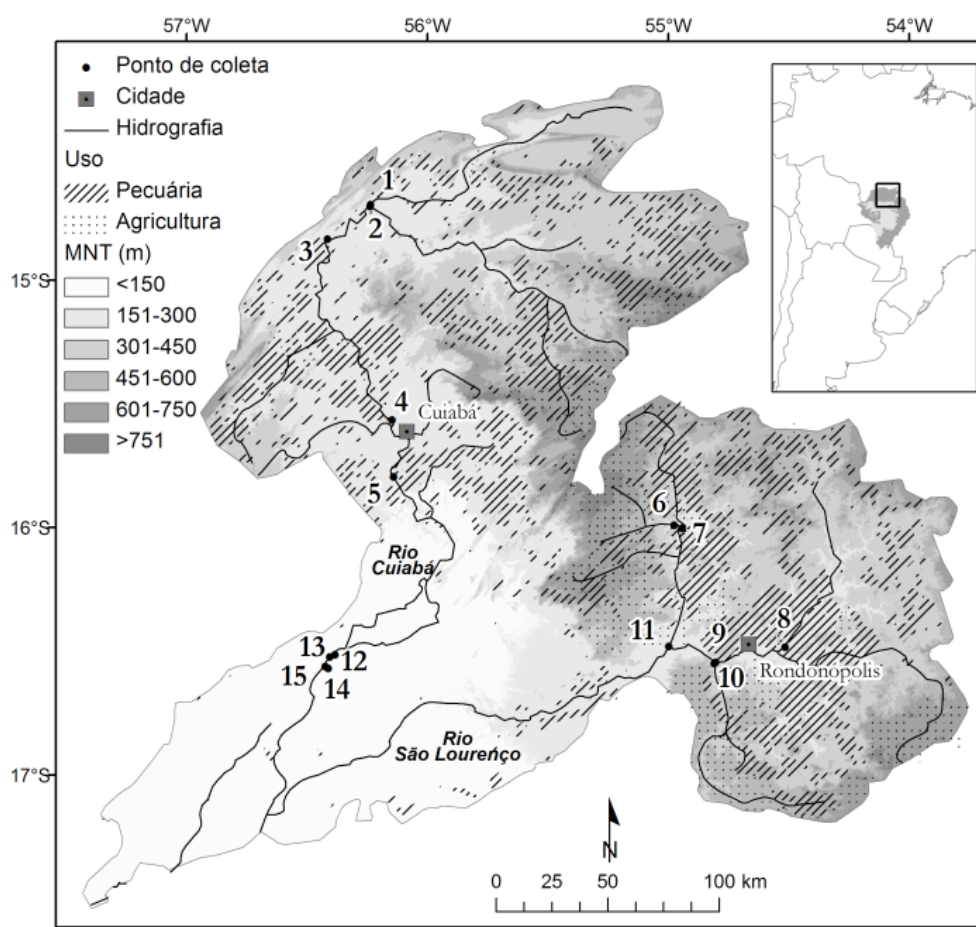 57°W 56°W 55°W 54°W
Ponto de coleta
Cidade
Hidrografia
Uso
Pecuária
Agricultura
MNT (m)
<150
151-300
301-450
451-600
601-750
>751
1
2
3
15°S
4
Cuiabá
5
6
7
16°S
Rio
Cuiabá
8
9
11
10
Rondonópolis
13
12
15
14
Rio
São Lourenço
17°S
N
0 25 50 100 km